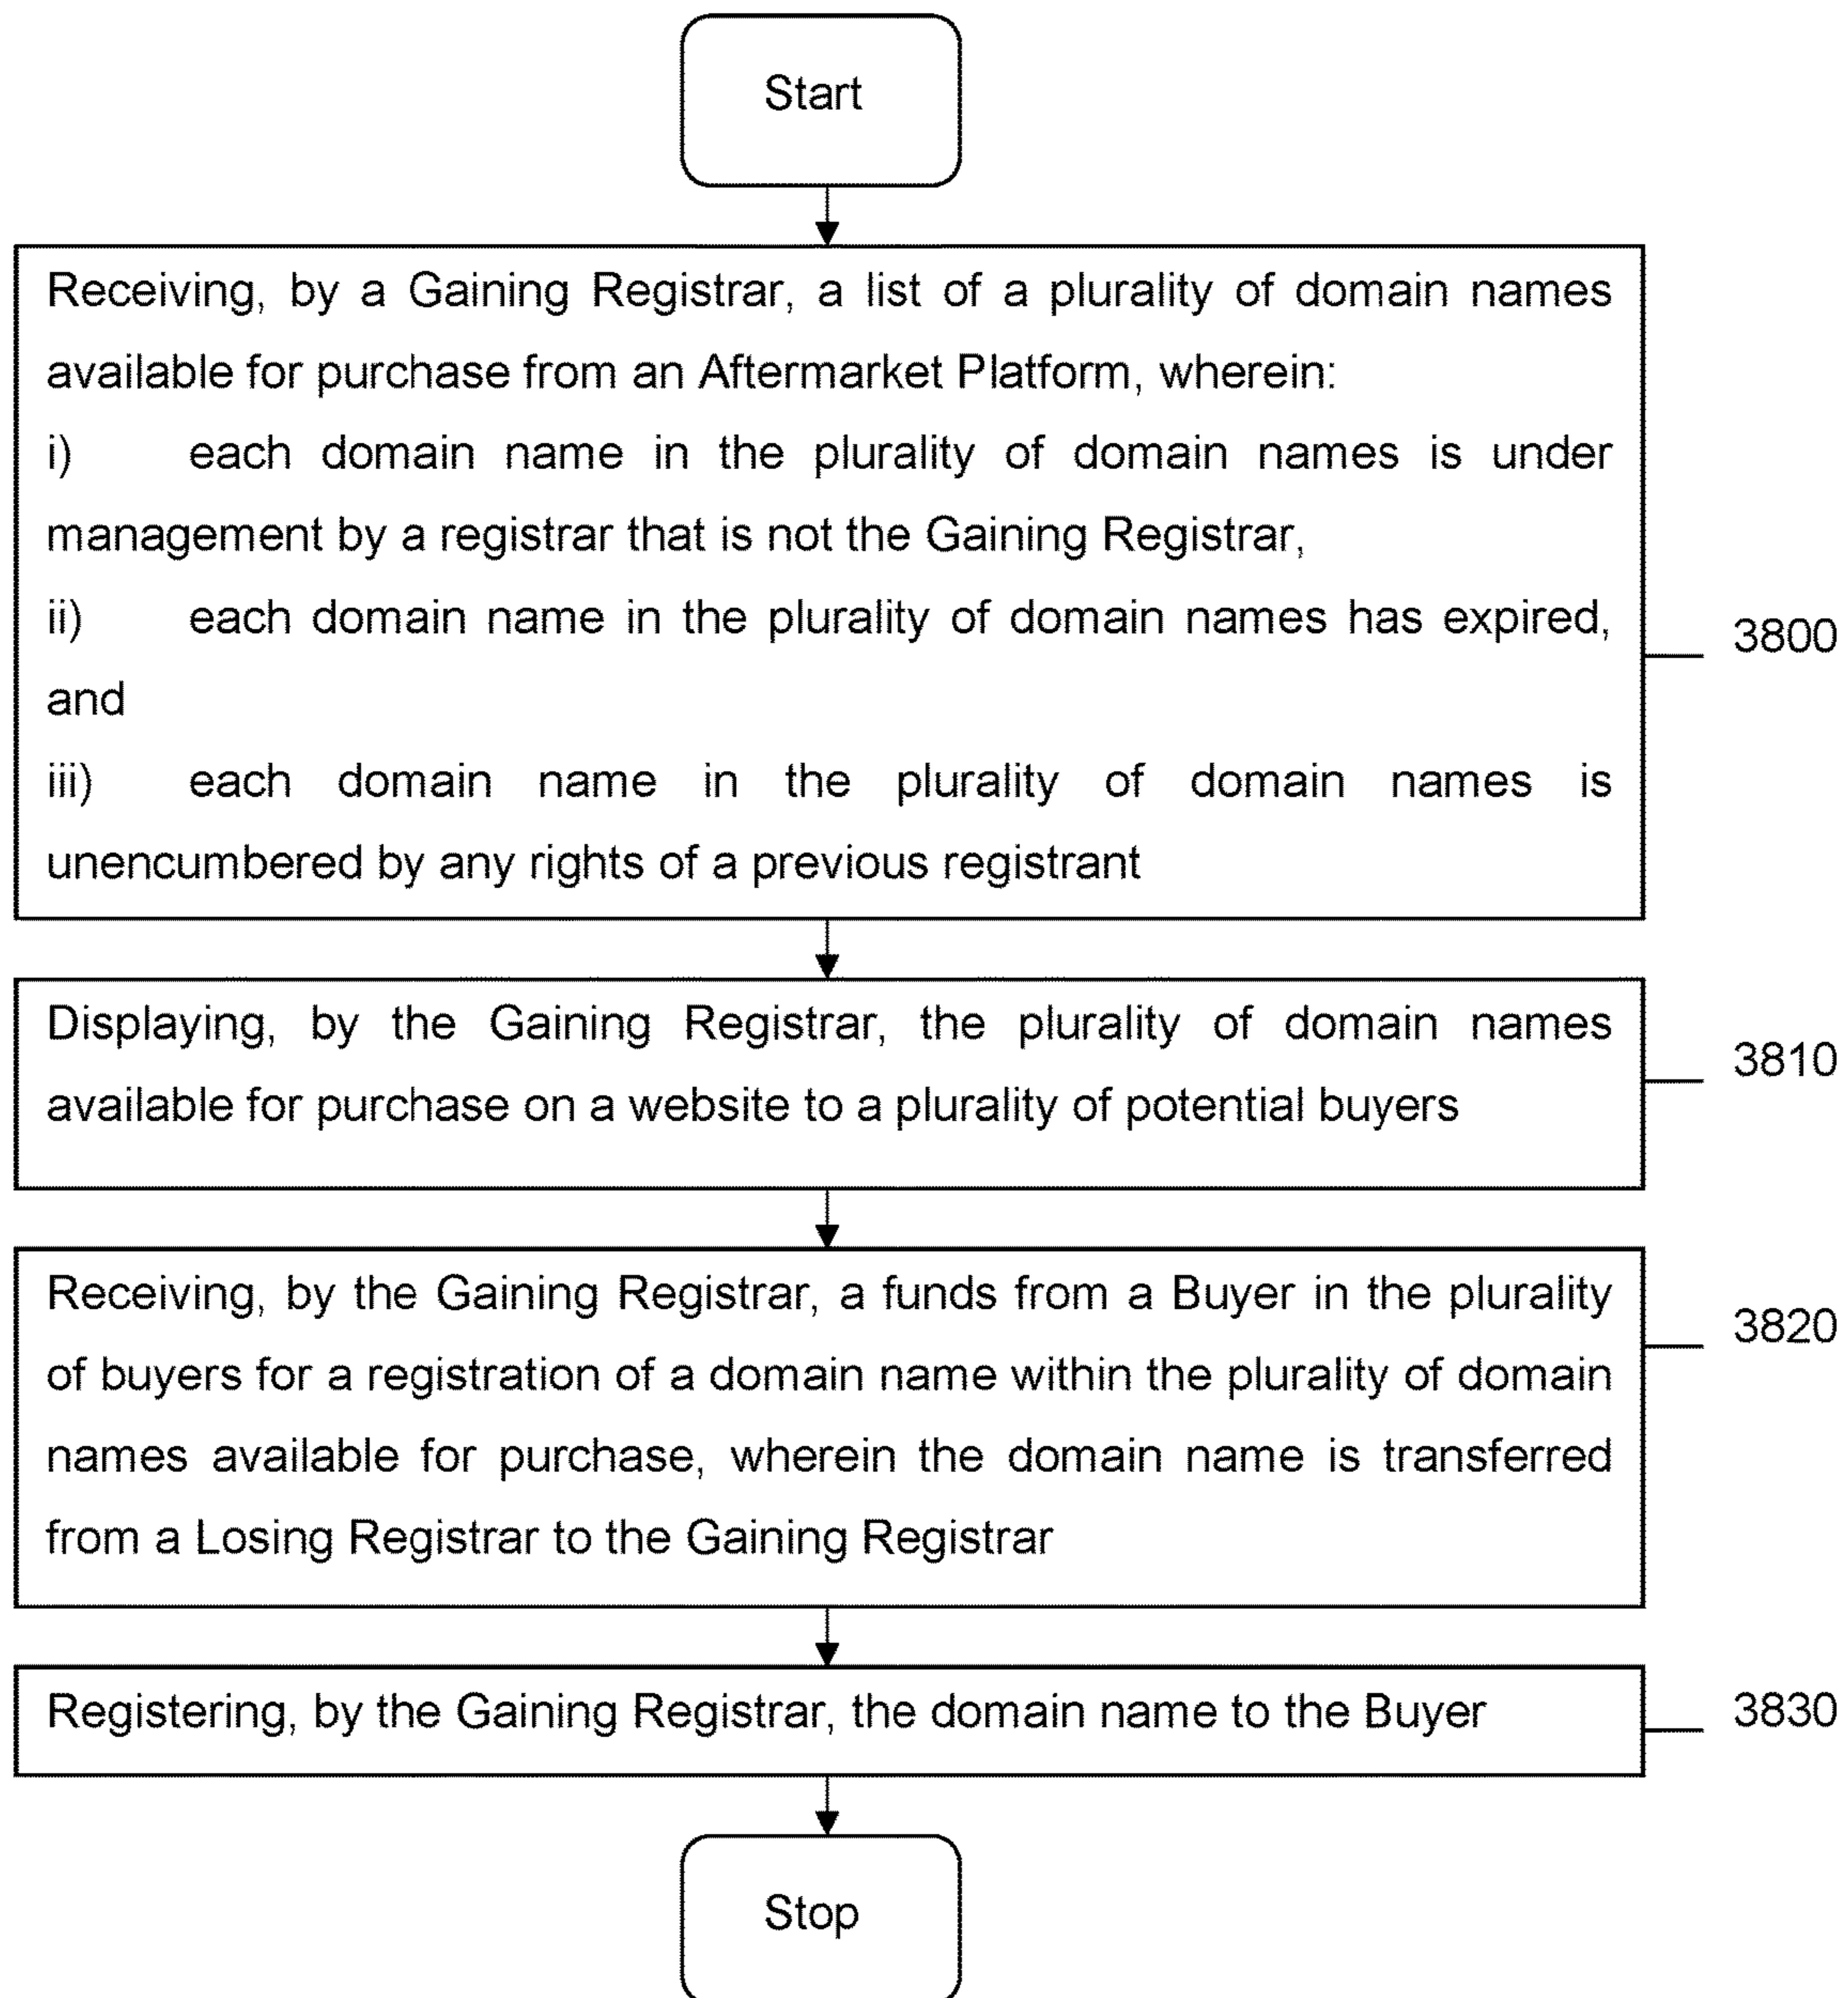 Start
Receiving, by a Gaining Registrar, a list of a plurality of domain names
available for purchase from an Aftermarket Platform, wherein:
i) each domain name in the plurality of domain names is under
management by a registrar that is not the Gaining Registrar,
ii) each domain name in the plurality of domain names has expired,
and
iii) each domain name in the plurality of domain names is
unencumbered by any rights of a previous registrant
3800
Displaying, by the Gaining Registrar, the plurality of domain names
available for purchase on a website to a plurality of potential buyers
3810
Receiving, by the Gaining Registrar, a funds from a Buyer in the plurality
of buyers for a registration of a domain name within the plurality of domain
names available for purchase, wherein the domain name is transferred
from a Losing Registrar to the Gaining Registrar
3820
Registering, by the Gaining Registrar, the domain name to the Buyer
3830
Stop